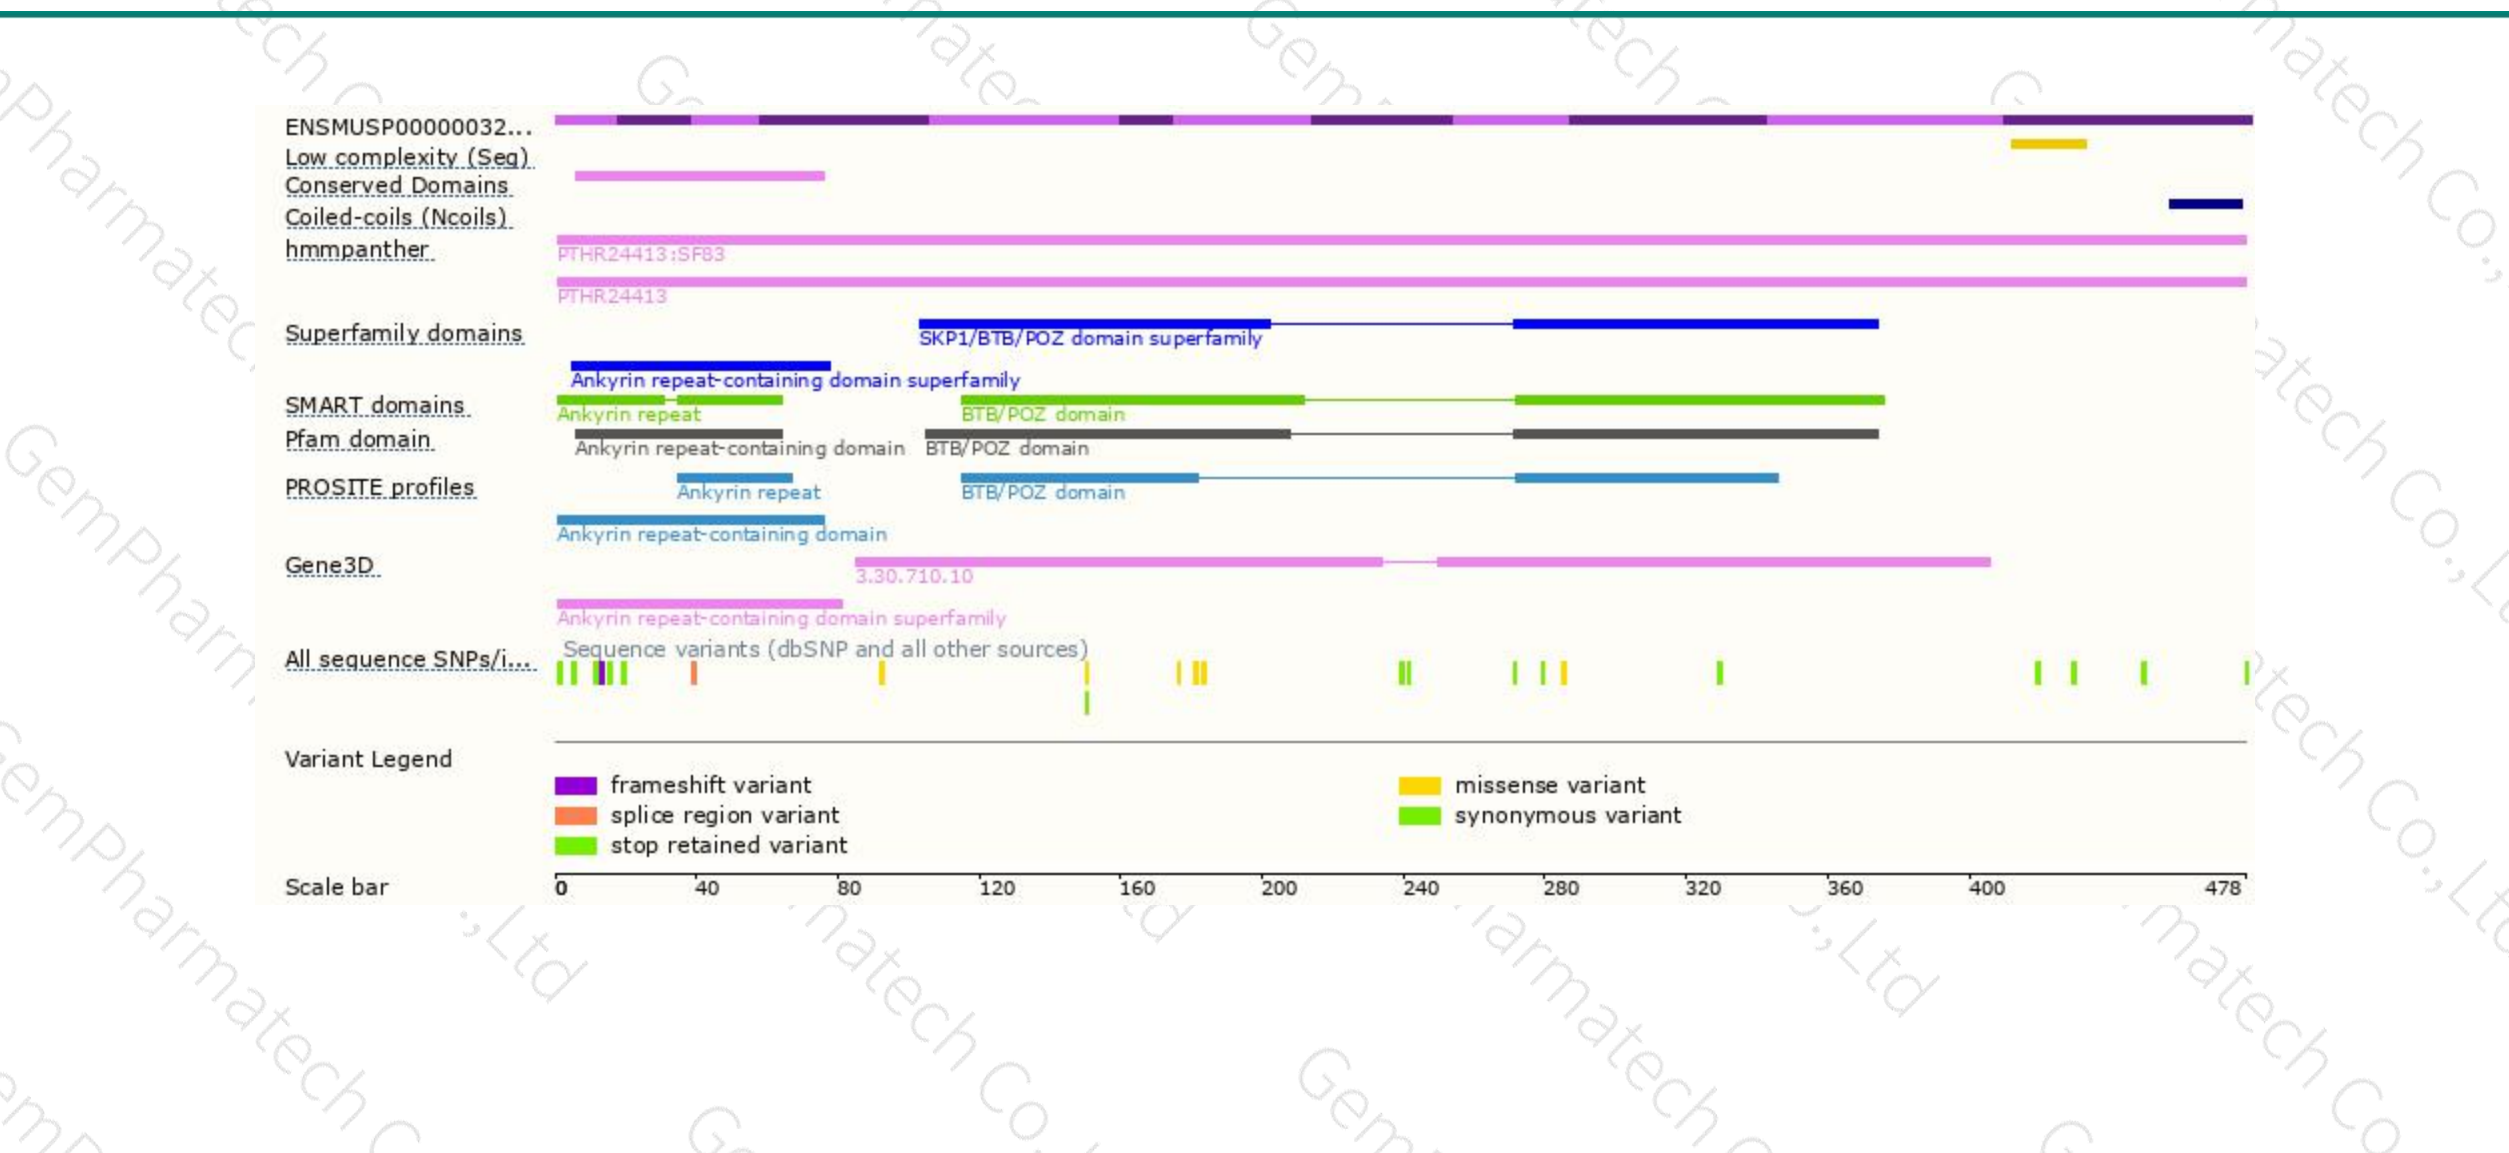 ENSMUSP00000032...
Low complexity (Seg)
Conserved Domains
Coiled-coils (Ncoils)
hmmpanther
PTHR24413:SF83
PTHR24413
Superfamily domains
SKP1/BTB/POZ domain superfamily
Ankyrin repeat-containing domain superfamily
SMART domains
Ankyrin repeat BTB/POZ domain
Pfam domain
Ankyrin repeat-containing domain BTB/POZ domain
PROSITE profiles
Ankyrin repeat BTB/POZ domain
Ankyrin repeat-containing domain
Gene3D
3.30.710.10
Ankyrin repeat-containing domain superfamily
Sequence variants (dbSNP and all other sources)
All sequence SNPs/i...
Variant Legend
frameshift variant missense variant
splice region variant synonymous variant
stop retained variant
Scale bar 0 40 80 120 160 200 240 280 320 360 400 478